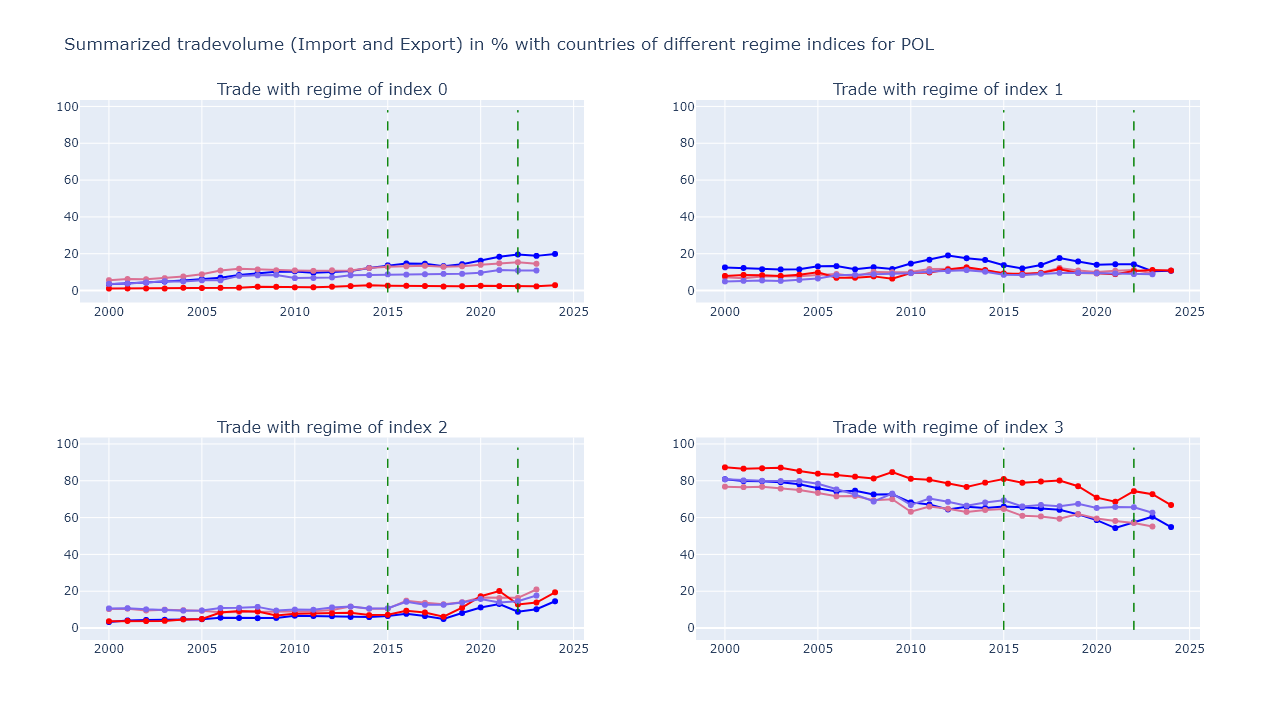 Summarized tradevolume (Import and Export) in % with countries of different regime indices for POL
Trade with regime of index 0
100
80
60
40
20
0
2000 2005 2010 2015 2020 2025
Trade with regime of index 1
100
80
60
40
20
0
2000 2005 2010 2015 2020 2025
Trade with regime of index 2
100
80
60
40
20
0
2000 2005 2010 2015 2020 2025
Trade with regime of index 3
100
80
60
40
20
0
2000 2005 2010 2015 2020 2025